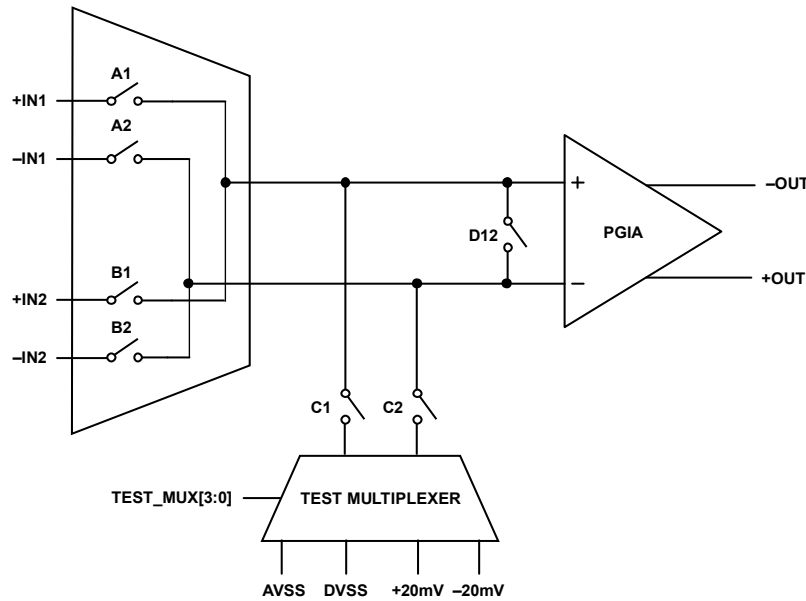 A1
+IN1
A2
–IN1
–OUT
+
D12
PGIA
B1
–
+IN2
+OUT
B2
–IN2
C1 C2
TEST_MUX[3:0] TEST MULTIPLEXER
AVSS DVSS +20mV –20mV